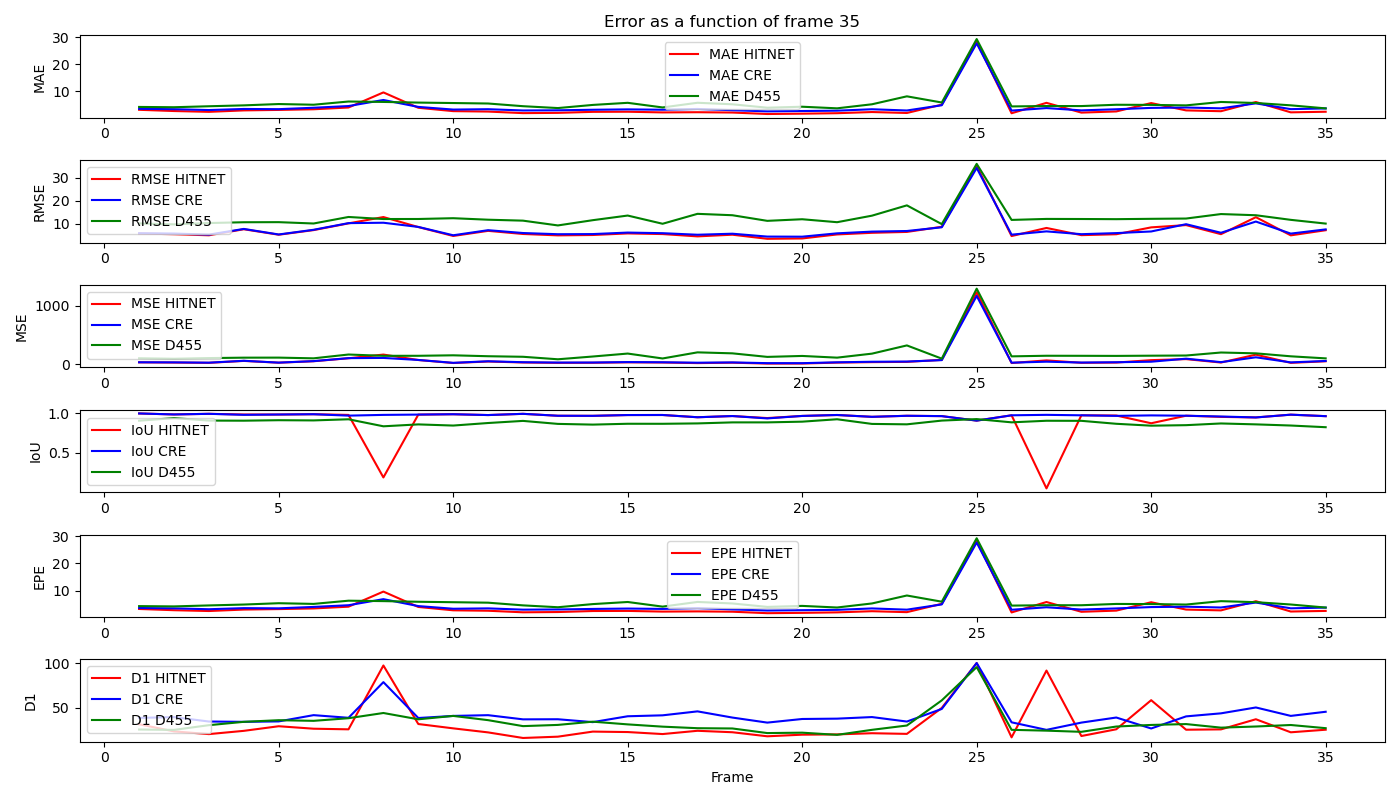 Error as a function of frame 35
MAE
30
20
10
MAE HITNET
MAE CRE
MAE D455
0 5 10 15 20 25 30 35
RMSE
30
20
10
RMSE HITNET
RMSE CRE
RMSE D455
0 5 10 15 20 25 30 35
MSE
1000
0
MSE HITNET
MSE CRE
MSE D455
0 5 10 15 20 25 30 35
IoU
1.0
0.5
IoU HITNET
IoU CRE
IoU D455
0 5 10 15 20 25 30 35
EPE
30
20
10
EPE HITNET
EPE CRE
EPE D455
0 5 10 15 20 25 30 35
D1
100
50
D1 HITNET
D1 CRE
D1 D455
0 5 10 15 20 25 30 35
Frame